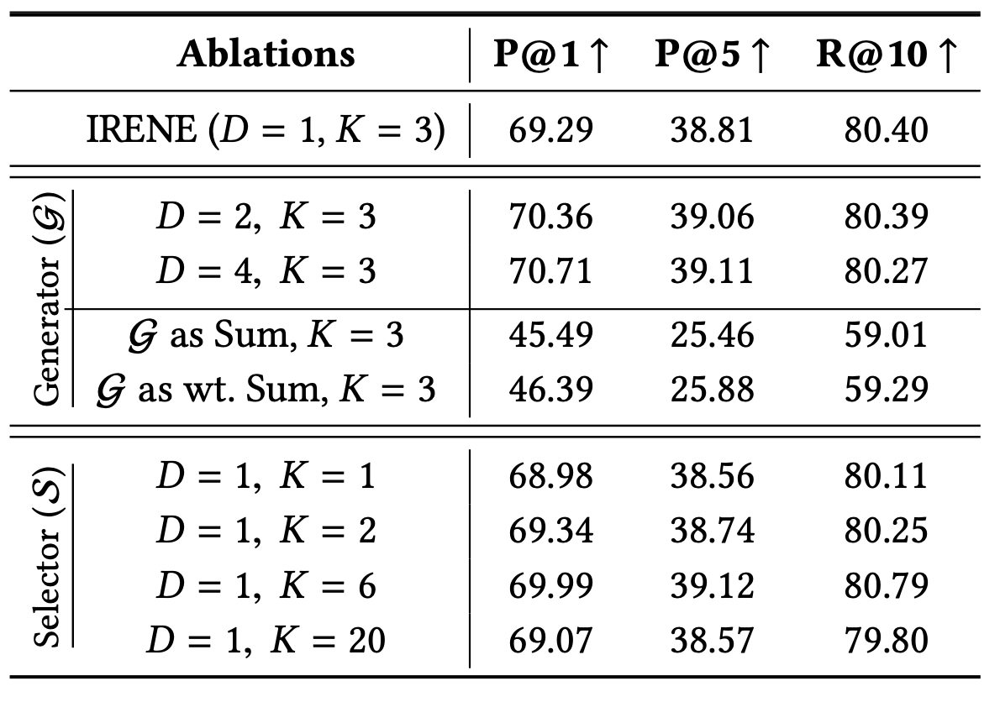 Ablations P@1 ↑ P@5 ↑ R@10 ↑
IRENE (D = 1, K = 3) 69.29 38.81 80.40
Generator (𝒢)
D = 2, K = 3 70.36 39.06 80.39
D = 4, K = 3 70.71 39.11 80.27
𝒢 as Sum, K = 3 45.49 25.46 59.01
𝒢 as wt. Sum, K = 3 46.39 25.88 59.29
Selector (𝒮)
D = 1, K = 1 68.98 38.56 80.11
D = 1, K = 2 69.34 38.74 80.25
D = 1, K = 6 69.99 39.12 80.79
D = 1, K = 20 69.07 38.57 79.80